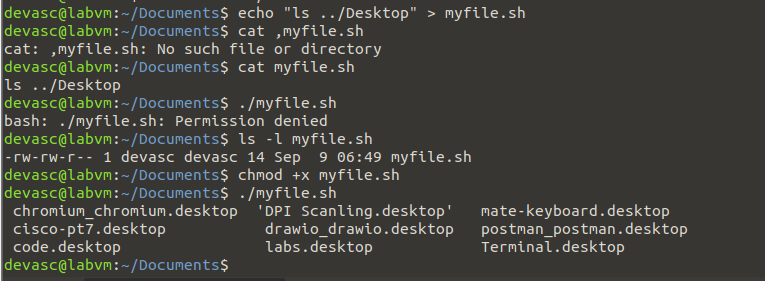 devasc@labvm:~/Documents$ echo "ls ../Desktop" > myfile.sh
devasc@labvm:~/Documents$ cat ,myfile.sh
cat: ,myfile.sh: No such file or directory
devasc@labvm:~/Documents$ cat myfile.sh
ls ../Desktop
devasc@labvm:~/Documents$ ./myfile.sh
bash: ./myfile.sh: Permission denied
devasc@labvm:~/Documents$ ls -l myfile.sh
-rw-rw-r-- 1 devasc devasc 14 Sep  9 06:49 myfile.sh
devasc@labvm:~/Documents$ chmod +x myfile.sh
devasc@labvm:~/Documents$ ./myfile.sh
 chromium_chromium.desktop  'DPI Scanling.desktop'   mate-keyboard.desktop
 cisco-pt7.desktop           drawio_drawio.desktop   postman_postman.desktop
 code.desktop                labs.desktop            Terminal.desktop
devasc@labvm:~/Documents$